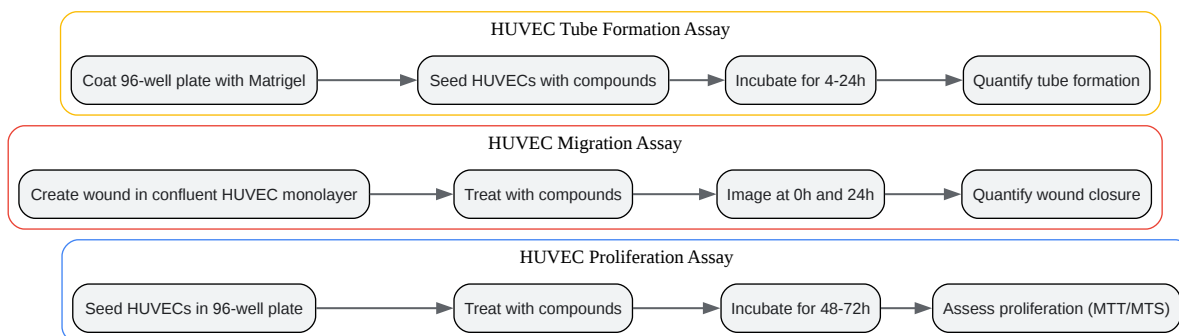 HUVEC Tube Formation Assay
Coat 96-well plate with Matrigel
Seed HUVECs with compounds
Incubate for 4-24h
Quantify tube formation
HUVEC Migration Assay
Create wound in confluent HUVEC monolayer
Treat with compounds
Image at 0h and 24h
Quantify wound closure
HUVEC Proliferation Assay
Seed HUVECs in 96-well plate
Treat with compounds
Incubate for 48-72h
Assess proliferation (MTT/MTS)